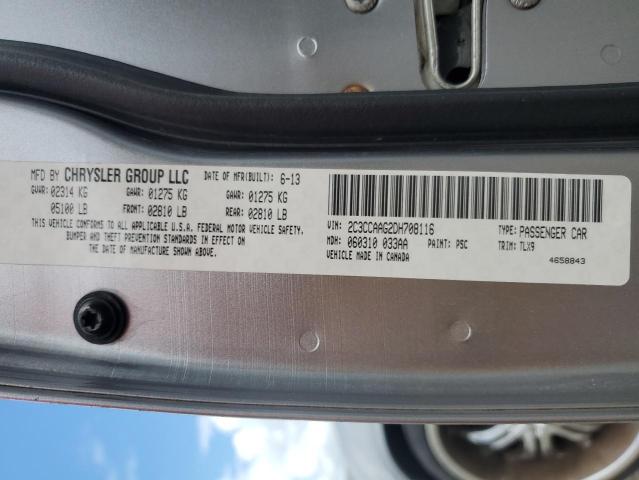 MFD BY CHRYSLER GROUP LLC DATE OF MFR(BUILT): 6-13
GVWR: 02314 KG GAWR: 01275 KG GAWR: 01275 KG
05100 LB FRONT: 02810 LB REAR: 02810 LB
THIS VEHICLE CONFORMS TO ALL APPLICABLE U.S.A. FEDERAL MOTOR VEHICLE SAFETY,
BUMPER AND THEFT PREVENTION STANDARDS IN EFFECT ON
THE DATE OF MANUFACTURE SHOWN ABOVE.
VIN: 2C3CCAAG2DH708116 TYPE: PASSENGER CAR
MDH: 060310 033AA PAINT: PSC TRIM: TLX9
VEHICLE MADE IN CANADA 4658843